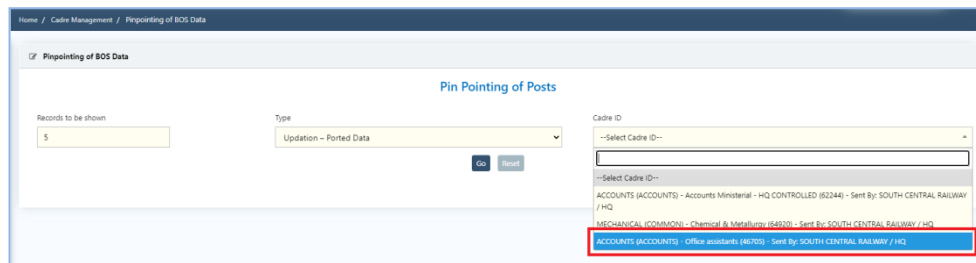 Home / Cadre Management / Pinpointing of BOS Data
Pinpointing of BOS Data
Pin Pointing of Posts
Records to be shown
Type
Cadre ID
5
Updation – Ported Data
--Select Cadre ID--
Go
Reset
--Select Cadre ID--
ACCOUNTS (ACCOUNTS) - Accounts Ministerial - HQ CONTROLLED (62244) - Sent By: SOUTH CENTRAL RAILWAY
/ HQ
MECHANICAL (COMMON) - Chemical & Metallurgy (64920) - Sent By: SOUTH CENTRAL RAILWAY / HQ
ACCOUNTS (ACCOUNTS) - Office assistants (46705) - Sent By: SOUTH CENTRAL RAILWAY / HQ